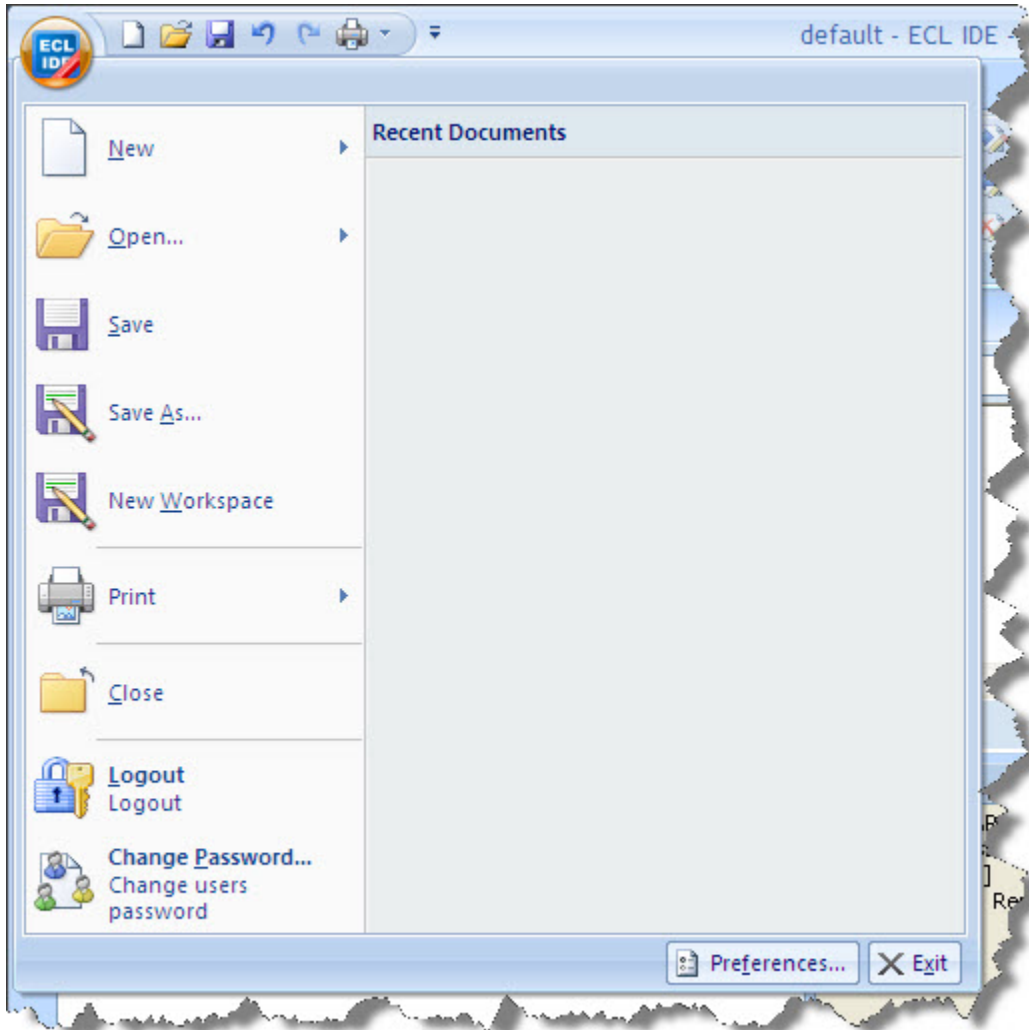 default - ECL IDE -
ECL
IDE
New
Open...
Save
Save As...
New Workspace
Print
Close
Logout
Logout
Change Password...
Change users
password
Recent Documents
Preferences...
Exit